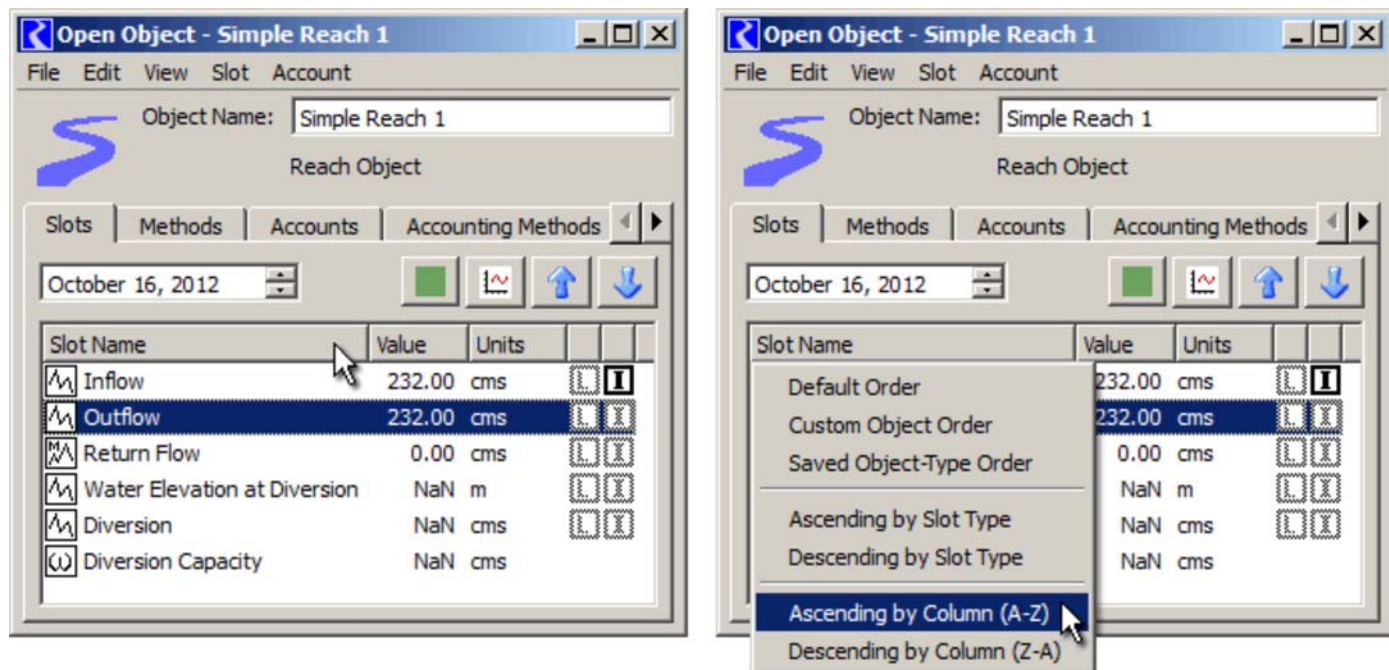 Open Object - Simple Reach 1
File Edit View Slot Account
Object Name: Simple Reach 1
Reach Object
Slots Methods Accounts Accounting Methods
October 16, 2012
Slot Name Value Units
Inflow 232.00 cms L I
Outflow 232.00 cms L I
Return Flow 0.00 cms L I
Water Elevation at Diversion NaN m L I
Diversion NaN cms L I
Diversion Capacity NaN cms
Open Object - Simple Reach 1
File Edit View Slot Account
Object Name: Simple Reach 1
Reach Object
Slots Methods Accounts Accounting Methods
October 16, 2012
Slot Name Value Units
Default Order 232.00 cms L I
Custom Object Order 232.00 cms L I
Saved Object-Type Order 0.00 cms L I
NaN m L I
Ascending by Slot Type NaN cms L I
Descending by Slot Type NaN cms
Ascending by Column (A-Z)
Descending by Column (Z-A)